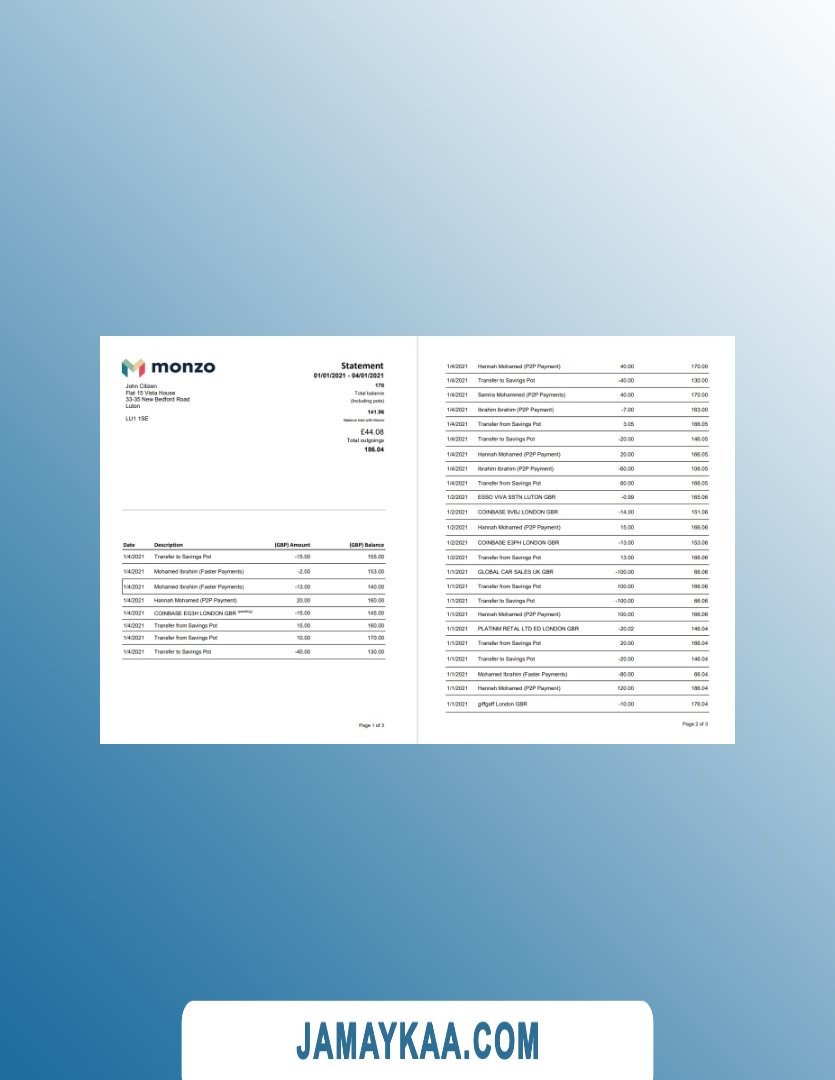 monzo
Statement
01/01/2021 - 04/01/2021
John Citizen
Flat 15 Vista House
33-35 New Bedford Road
Luton
LU1 1SE
170
Total balance
(Including pots)
141.96
Balance held with Monzo
£44.08
Total outgoings
186.04
Date Description (GBP) Amount (GBP) Balance
1/4/2021 Transfer to Savings Pot -15.00 155.00
1/4/2021 Mohamed Ibrahim (Faster Payments) -2.00 153.00
1/4/2021 Mohamed Ibrahim (Faster Payments) -13.00 140.00
1/4/2021 Hannah Mohamed (P2P Payment) 20.00 160.00
1/4/2021 COINBASE EG3H LONDON GBR (pending) -15.00 145.00
1/4/2021 Transfer from Savings Pot 15.00 160.00
1/4/2021 Transfer from Savings Pot 10.00 170.00
1/4/2021 Transfer to Savings Pot -40.00 130.00
Page 1 of 3
1/4/2021 Hannah Mohamed (P2P Payment) 40.00 170.00
1/4/2021 Transfer to Savings Pot -40.00 130.00
1/4/2021 Samira Mohammed (P2P Payments) 40.00 170.00
1/4/2021 Ibrahim Ibrahim (P2P Payment) -7.00 163.00
1/4/2021 Transfer from Savings Pot 3.05 166.05
1/4/2021 Transfer to Savings Pot -20.00 146.05
1/4/2021 Hannah Mohamed (P2P Payment) 20.00 166.05
1/4/2021 Ibrahim Ibrahim (P2P Payment) -60.00 106.05
1/4/2021 Transfer from Savings Pot 60.00 166.05
1/2/2021 ESSO VIVA SSTN LUTON GBR -0.99 165.06
1/2/2021 COINBASE 9VBJ LONDON GBR -14.00 151.06
1/2/2021 Hannah Mohamed (P2P Payment) 15.00 166.06
1/2/2021 COINBASE E3PH LONDON GBR -13.00 153.06
1/2/2021 Transfer from Savings Pot 13.00 166.06
1/1/2021 GLOBAL CAR SALES UK GBR -100.00 66.06
1/1/2021 Transfer from Savings Pot 100.00 166.06
1/1/2021 Transfer to Savings Pot -100.00 66.06
1/1/2021 Hannah Mohamed (P2P Payment) 100.00 166.06
1/1/2021 PLATINM RETAL LTD ED LONDON GBR -20.02 146.04
1/1/2021 Transfer from Savings Pot 20.00 166.04
1/1/2021 Transfer to Savings Pot -20.00 146.04
1/1/2021 Mohamed Ibrahim (Faster Payments) -80.00 66.04
1/1/2021 Hannah Mohamed (P2P Payment) 120.00 186.04
1/1/2021 giffgaff London GBR -10.00 176.04
Page 2 of 3
JAMAYKAA.COM